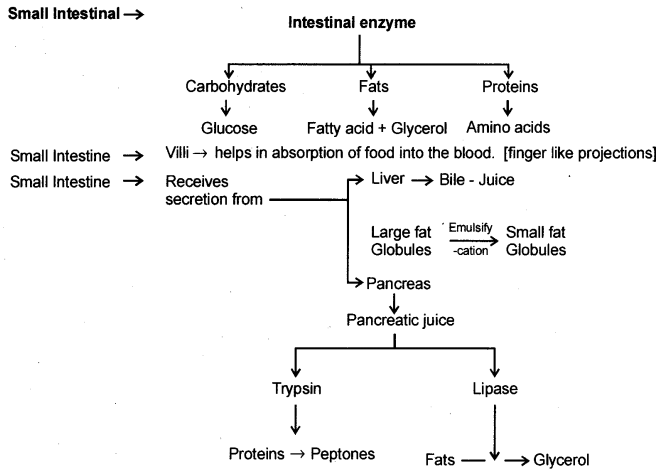 Small Intestinal →
Intestinal enzyme
Carbohydrates Fats Proteins
Glucose Fatty acid + Glycerol Amino acids
Small Intestine → Villi → helps in absorption of food into the blood. [finger like projections]
Small Intestine → Receives Liver → Bile - Juice
secretion from
Large fat Emulsify Small fat
Globules -cation Globules
Pancreas
Pancreatic juice
Trypsin Lipase
Proteins → Peptones
Fats → Glycerol